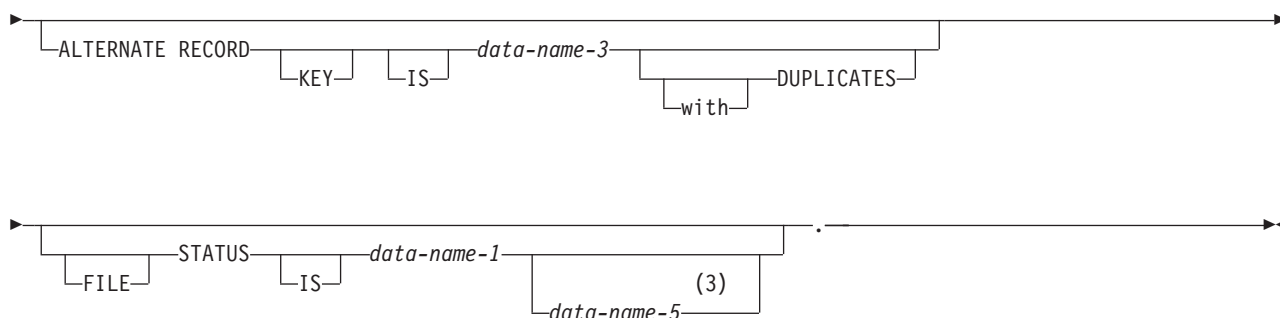 ALTERNATE RECORD KEY IS data-name-3 with DUPLICATES
.
FILE STATUS IS data-name-1 (3)
data-name-5